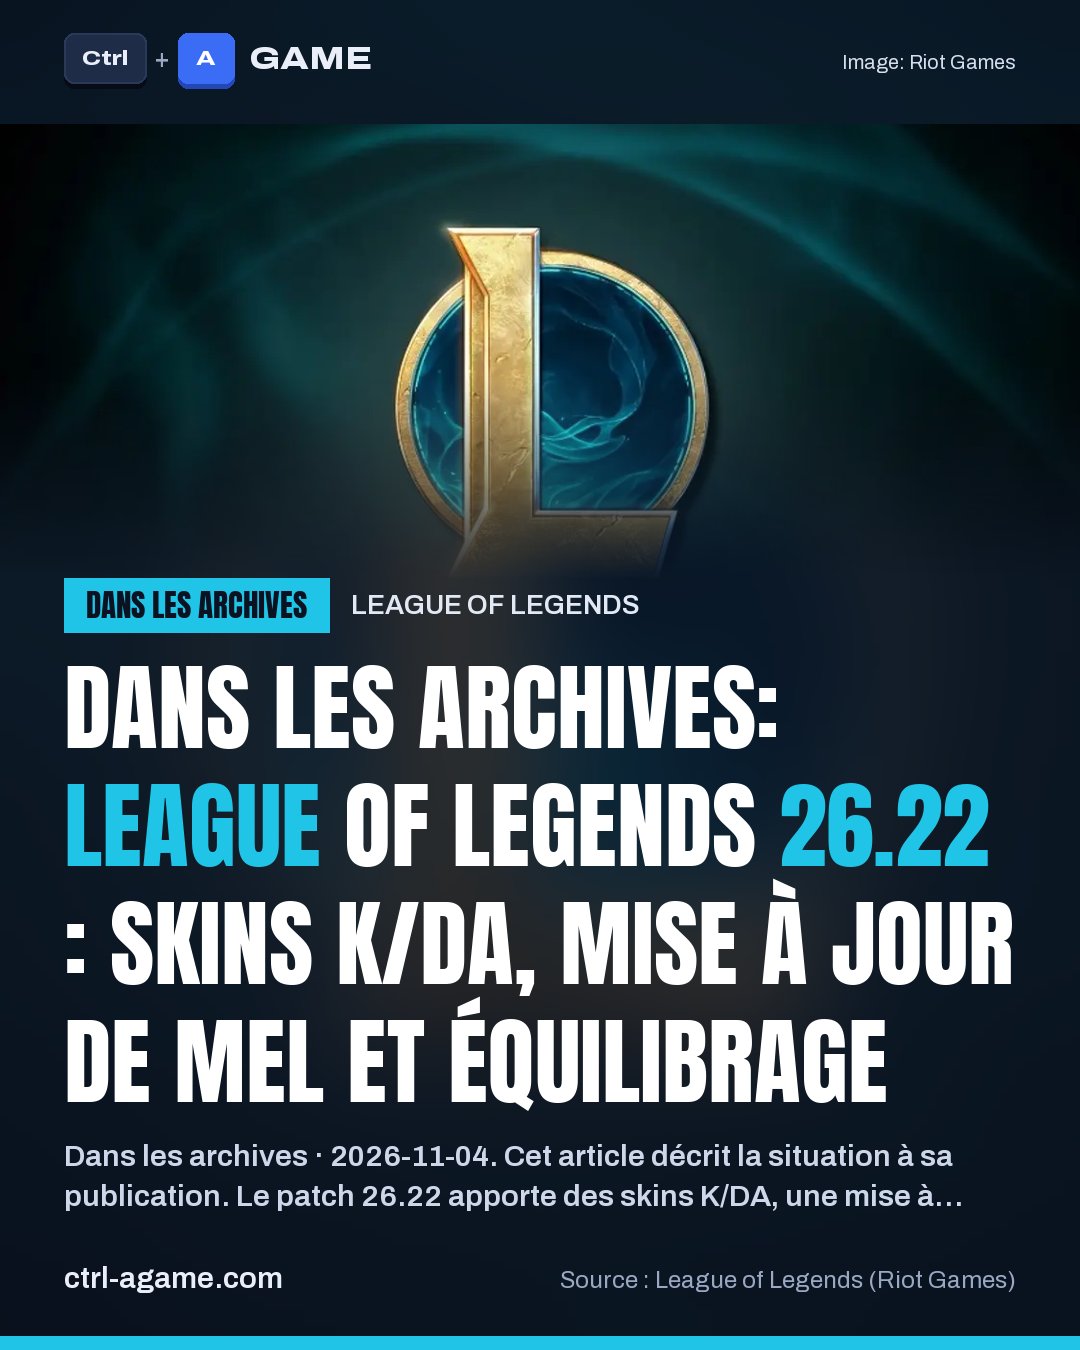 Ctrl + A GAME
Image: Riot Games
DANS LES ARCHIVES
LEAGUE OF LEGENDS
DANS LES ARCHIVES:
LEAGUE OF LEGENDS 26.22
: SKINS K/DA, MISE À JOUR
DE MEL ET ÉQUILIBRAGE
Dans les archives · 2026-11-04. Cet article décrit la situation à sa
publication. Le patch 26.22 apporte des skins K/DA, une mise à…
ctrl-agame.com
Source : League of Legends (Riot Games)